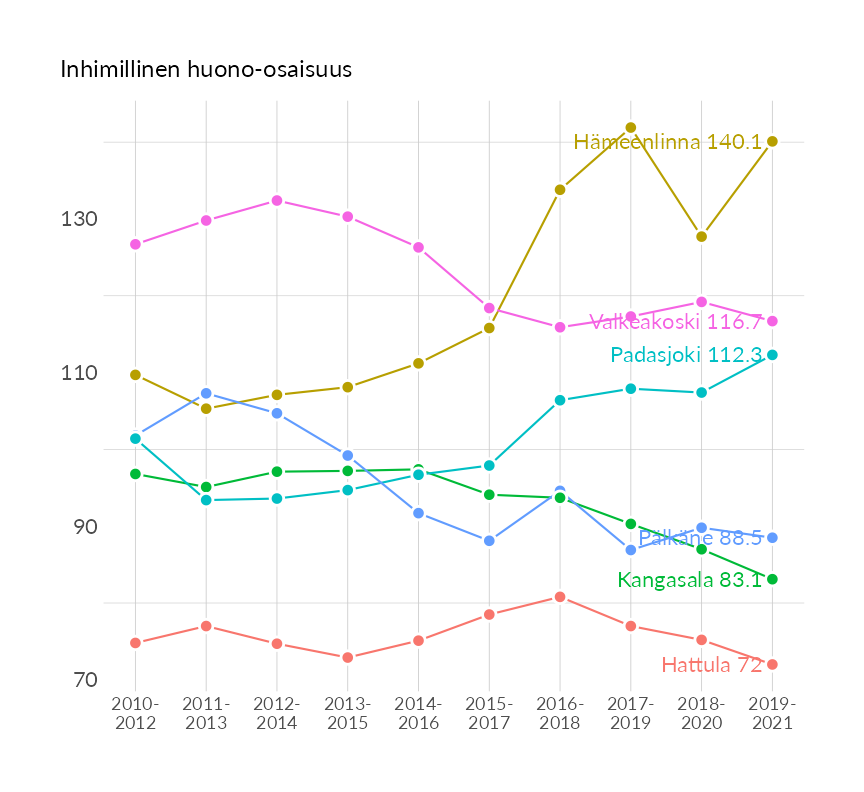 Inhimillinen huono-osaisuus
Hämeenlinna 140.1
130
Valkeakoski 116.7
Padasjoki 112.3
110
90
Pälkäne 88.5
Kangasala 83.1
Hattula 72
70
2010- 2011- 2012- 2013- 2014- 2015- 2016- 2017- 2018- 2019-
2012 2013 2014 2015 2016 2017 2018 2019 2020 2021